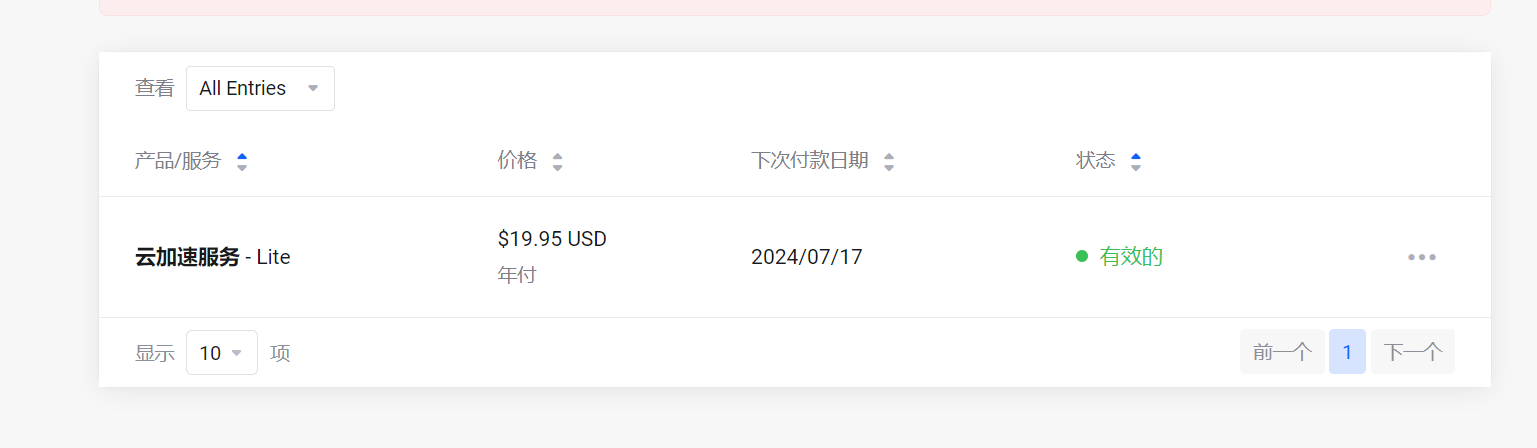 查看 All Entries
产品/服务 价格 下次付款日期 状态
云加速服务 - Lite $19.95 USD 年付 2024/07/17 有效的
显示 10 项 前一个 1 下一个